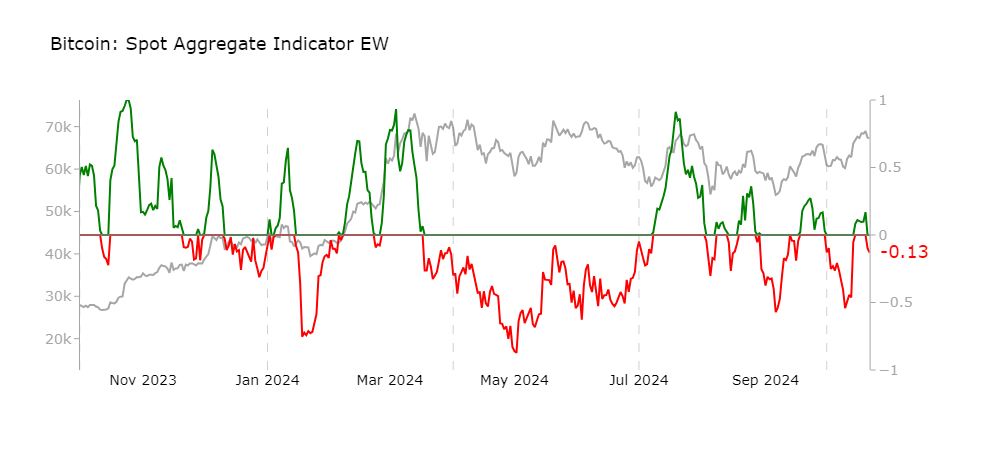 Bitcoin: Spot Aggregate Indicator EW
70k
60k
50k
40k
30k
20k
1
0.5
0
-0.13
−0.5
−1
Nov 2023
Jan 2024
Mar 2024
May 2024
Jul 2024
Sep 2024